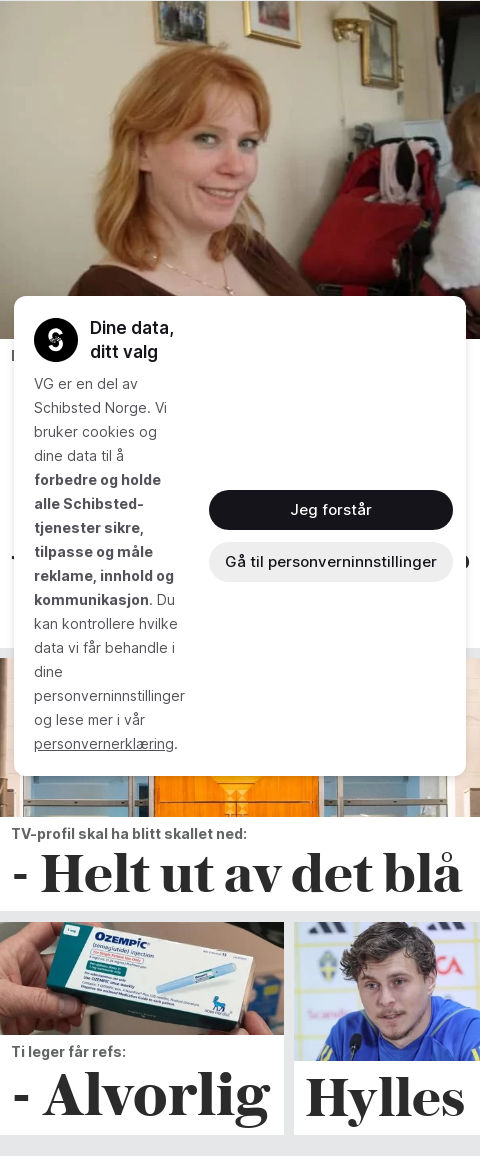 Dine data,
ditt valg
VG er en del av
Schibsted Norge. Vi
bruker cookies og
dine data til å
forbedre og holde
alle Schibsted-
tjenester sikre,
tilpasse og måle
reklame, innhold og
kommunikasjon. Du
kan kontrollere hvilke
data vi får behandle i
dine
personverninnstillinger
og lese mer i vår
personvernerklæring.
Jeg forstår
Gå til personverninnstillinger
TV-profil skal ha blitt skallet ned:
- Helt ut av det blå
OZEMPIC
(semaglutide) injection
Ti leger får refs:
- Alvorlig
Hylles